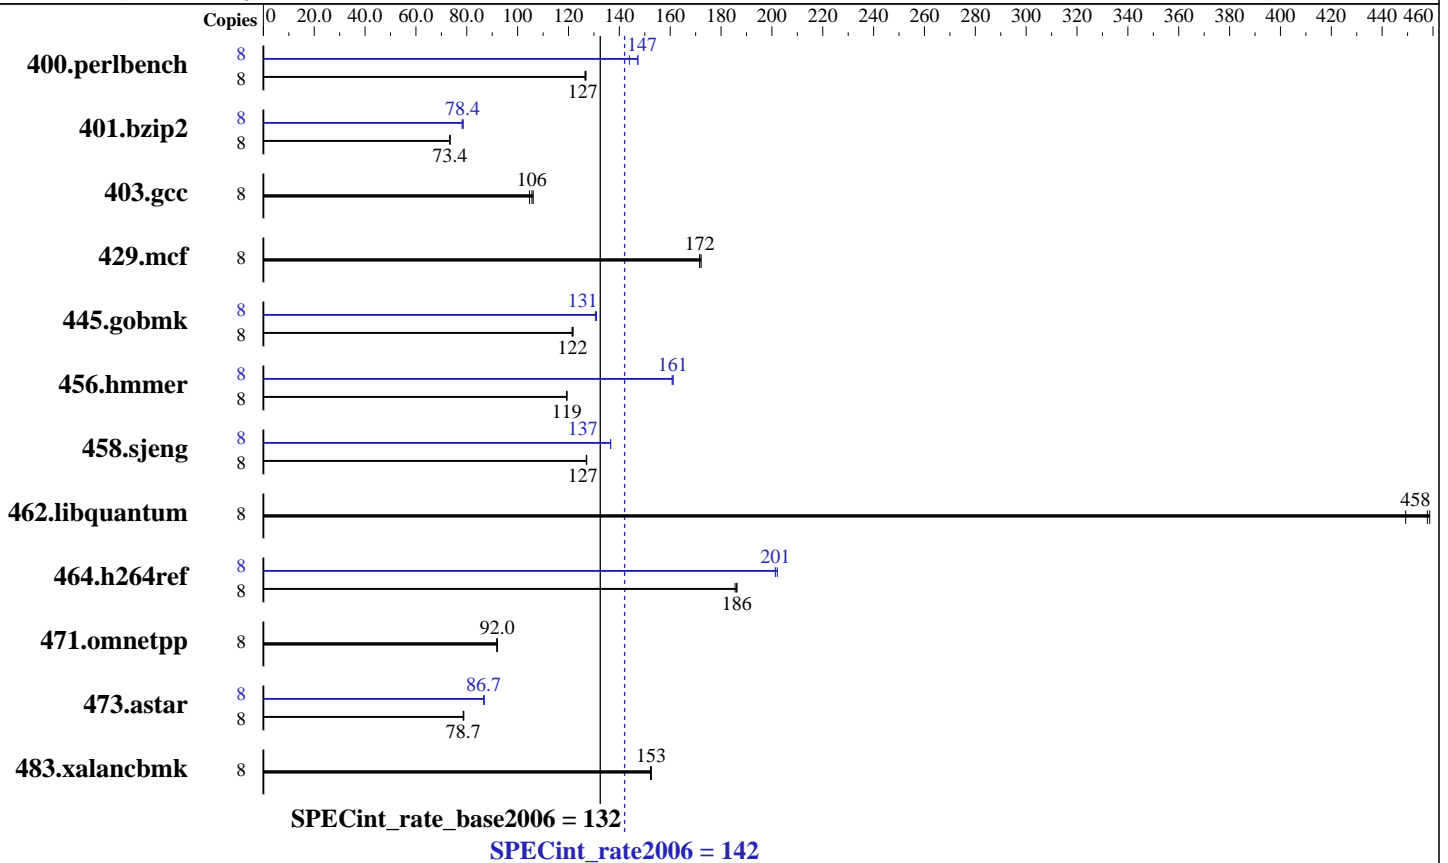 Copies 0 20.0 40.0 60.0 80.0 100 120 140 160 180 200 220 240 260 280 300 320 340 360 380 400 420 440 460
400.perlbench 8 147
8 127
401.bzip2 8 78.4
8 73.4
403.gcc 8 106
429.mcf 8 172
445.gobmk 8 131
8 122
456.hmmer 8 161
8 119
458.sjeng 8 137
8 127
462.libquantum 8 458
464.h264ref 8 201
8 186
471.omnetpp 8 92.0
473.astar 8 86.7
8 78.7
483.xalancbmk 8 153
SPECint_rate_base2006 = 132
SPECint_rate2006 = 142